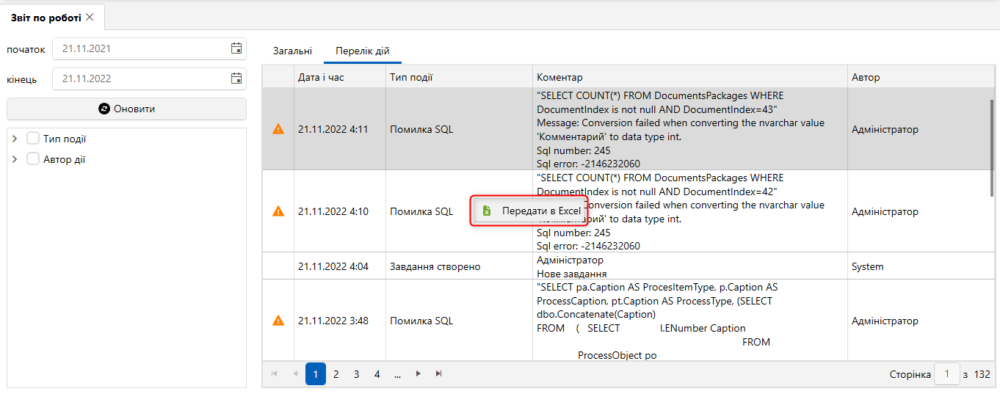 Звіт по роботі
початок 21.11.2021
кінець 21.11.2022
Оновити
Тип події
Автор дії
Загальні Перелік дій
Дата і час Тип події Коментар Автор
"SELECT COUNT(*) FROM DocumentsPackages WHERE
DocumentIndex is not null AND DocumentIndex=43"
Message: Conversion failed when converting the nvarchar value
21.11.2022 4:11 Помилка SQL Адміністратор
'Комментарий' to data type int.
Sql number: 245
Sql error: -2146232060
"SELECT COUNT(*) FROM DocumentsPackages WHERE
DocumentIndex is not null AND DocumentIndex=42"
Conversion failed when converting the nvarchar value
21.11.2022 4:10 Помилка SQL Передати в Excel Адміністратор
to data type int.
Sql number: 245
Sql error: -2146232060
Адміністратор
21.11.2022 4:04 Завдання створено System
Нове завдання
"SELECT pa.Caption AS ProcesItemType, p.Caption AS
ProcessCaption, pt.Caption AS ProcessType, (SELECT
dbo.Concatenate(Caption)
21.11.2022 3:48 Помилка SQL Адміністратор
FROM ( SELECT l.ENumber Caption
FROM
ProcessObject po
1 2 3 4 ... Сторінка 1 з 132